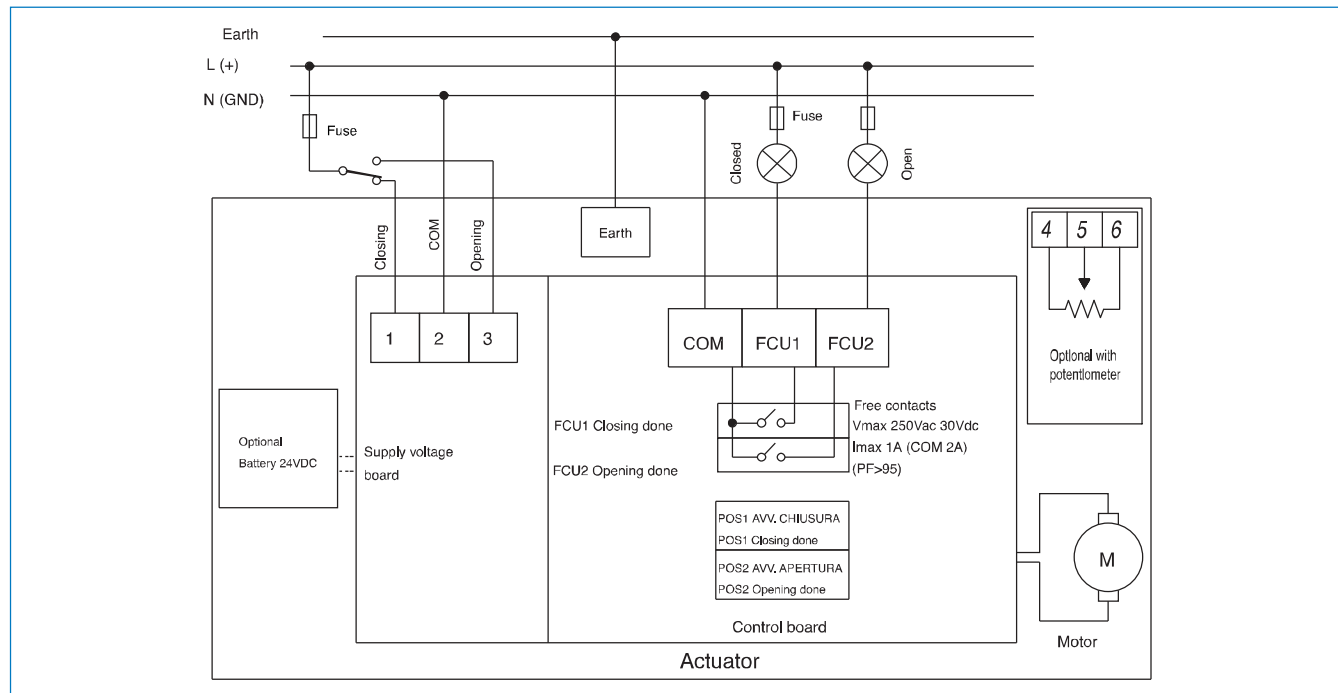 Earth
L (+)
N (GND)
Fuse
Fuse
Closed
Open
Closing
COM
Opening
Earth
4 5 6
Optional with
potentlometer
1 2 3
COM FCU1 FCU2
FCU1 Closing done
FCU2 Opening done
Free contacts
Vmax 250Vac 30Vdc
Imax 1A (COM 2A)
(PF>95)
Optional
Battery 24VDC
Supply voltage
board
POS1 AVV. CHIUSURA
POS1 Closing done
POS2 AVV. APERTURA
POS2 Opening done
Control board
M
Motor
Actuator